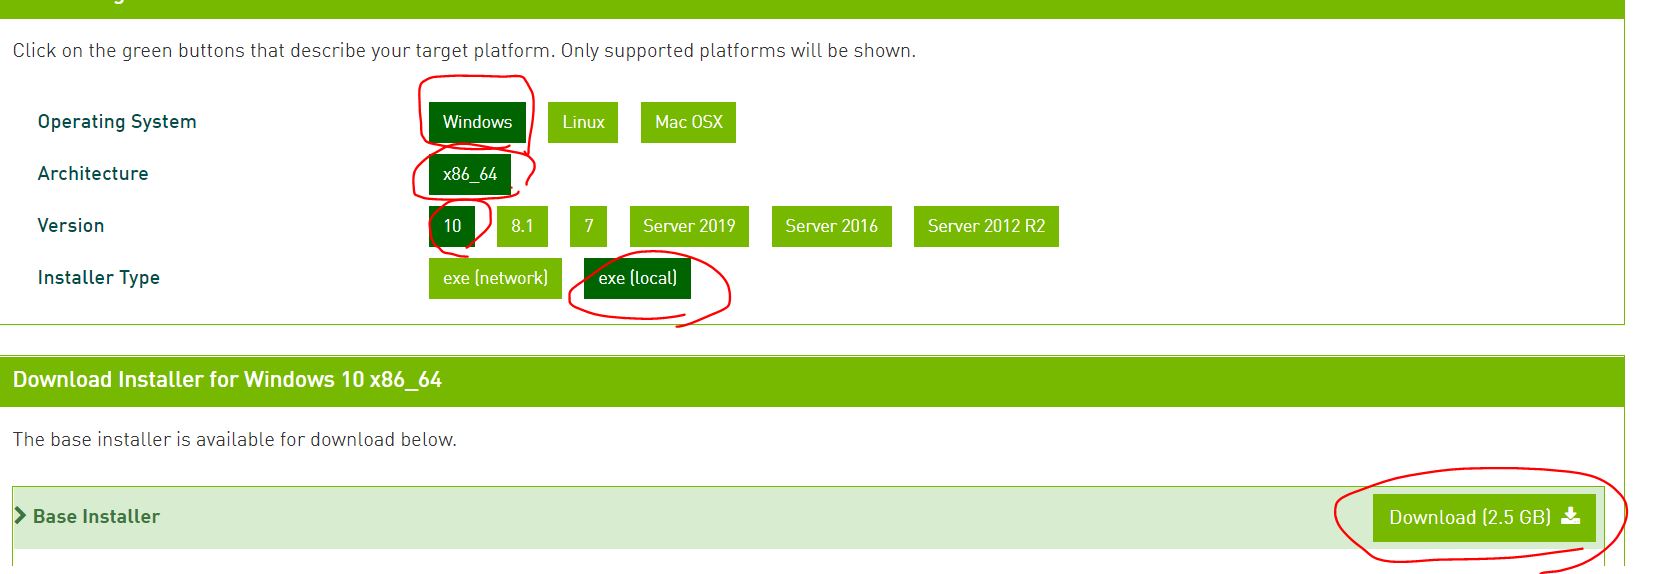 Click on the green buttons that describe your target platform. Only supported platforms will be shown.
Operating System Windows Linux Mac OSX
Architecture x86_64
Version 10 8.1 7 Server 2019 Server 2016 Server 2012 R2
Installer Type exe (network) exe (local)
Download Installer for Windows 10 x86_64
The base installer is available for download below.
Base Installer Download (2.5 GB)